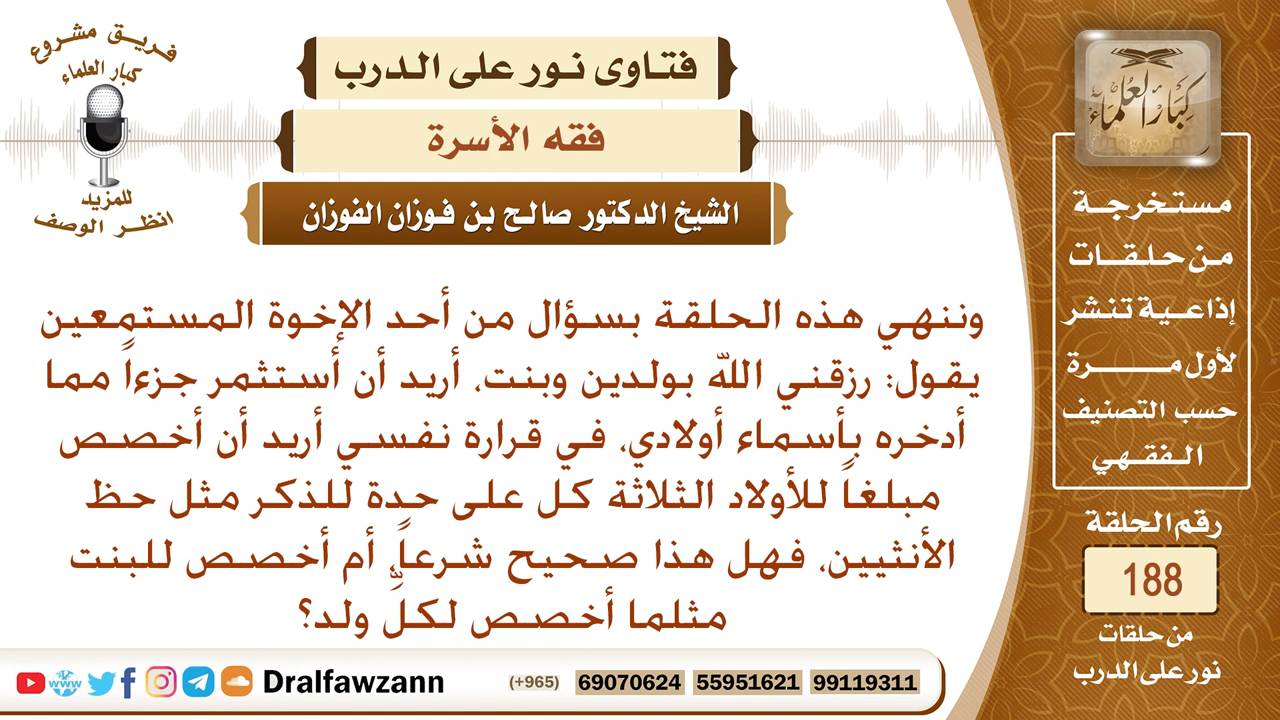 فريق مشروع
كبار العلماء
للمزيد
انظر الوصف
فتاوى نور على الدرب
فقه الأسرة
الشيخ الدكتور صالح بن فوزان الفوزان
كبار العلماء
مستخرجة
من حلقات
إذاعية تنشر
لأول مرة
حسب التصنيف
الفقهي
رقم الحلقة
188
من حلقات
نور على الدرب
وننهي هذه الحلقة بسؤال من أحد الإخوة المستمعين
يقول: رزقني الله بولدين وبنت، أريد أن أستثمر جزءاً مما
أدخره بأسماء أولادي، في قرارة نفسي أريد أن أخصص
مبلغاً للأولاد الثلاثة كل على حدة للذكر مثل حظ
الأنثيين، فهل هذا صحيح شرعاً، أم أخصص للبنت
مثلما أخصص لكلِّ ولد؟
Dralfawzann (+965) 69070624 55951621 99119311